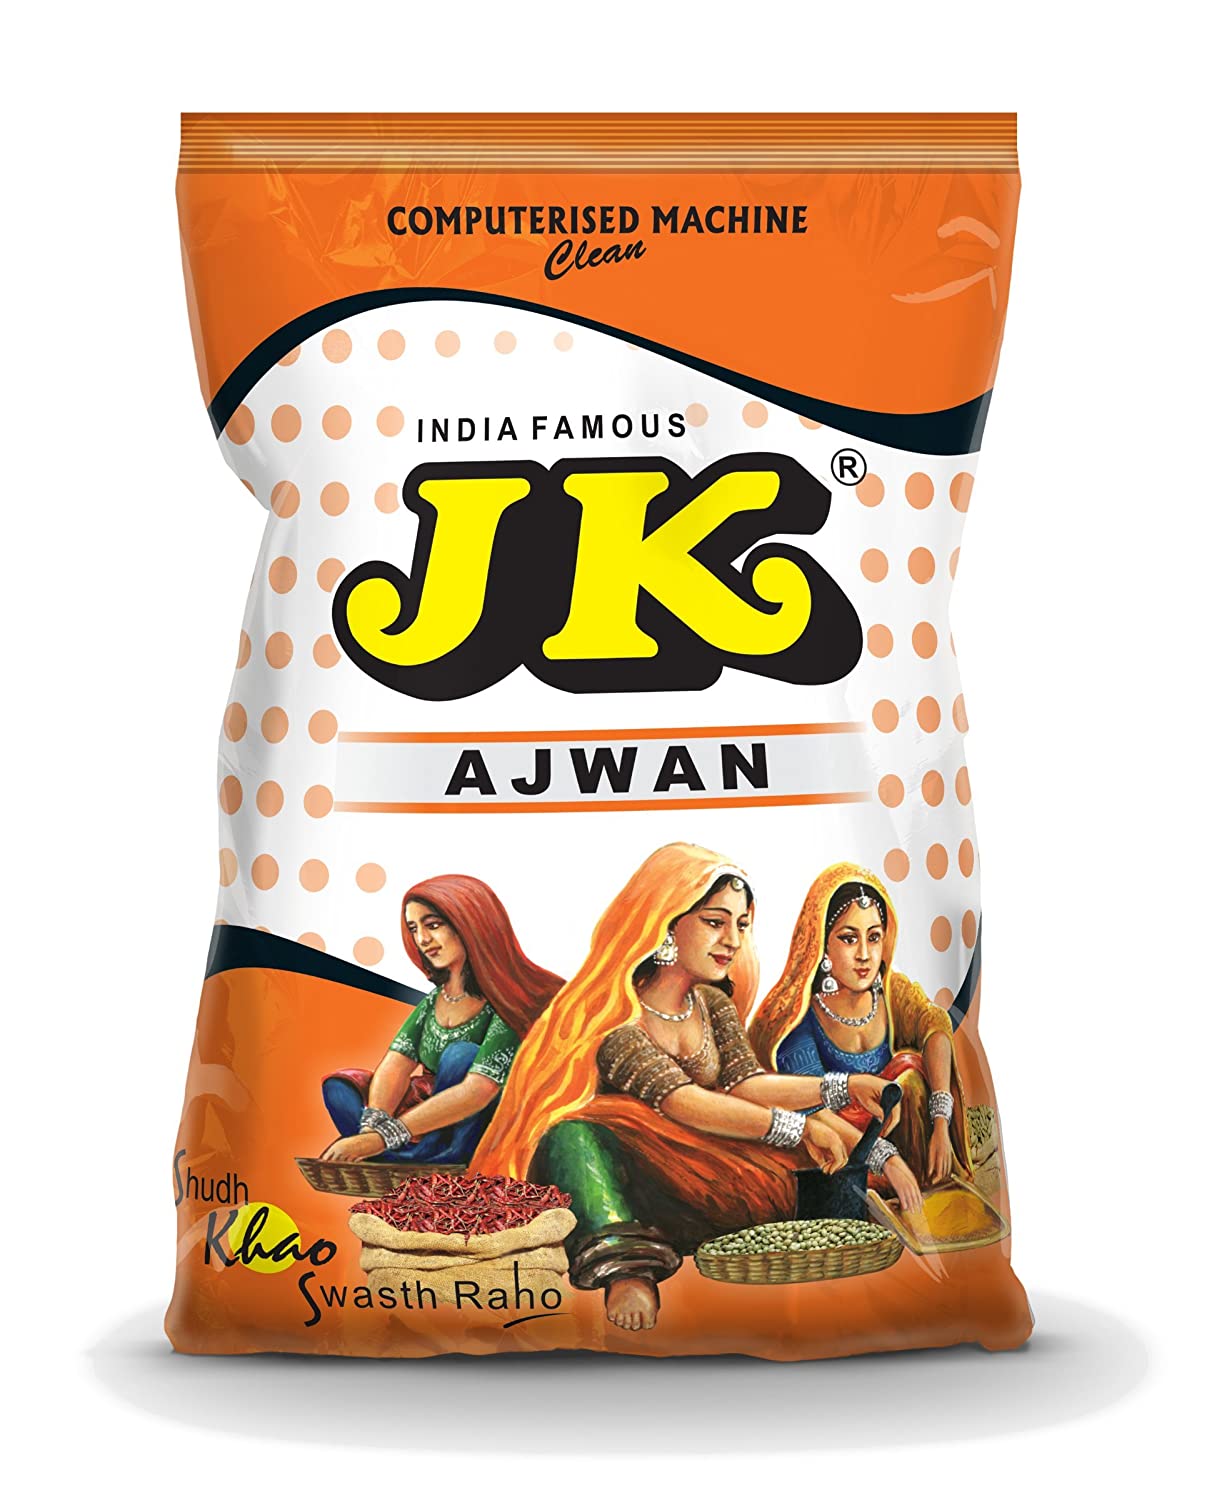 COMPUTERISED MACHINE
Clean
INDIA FAMOUS
JK®
AJWAN
Shudh
Khao
Swasth Raho